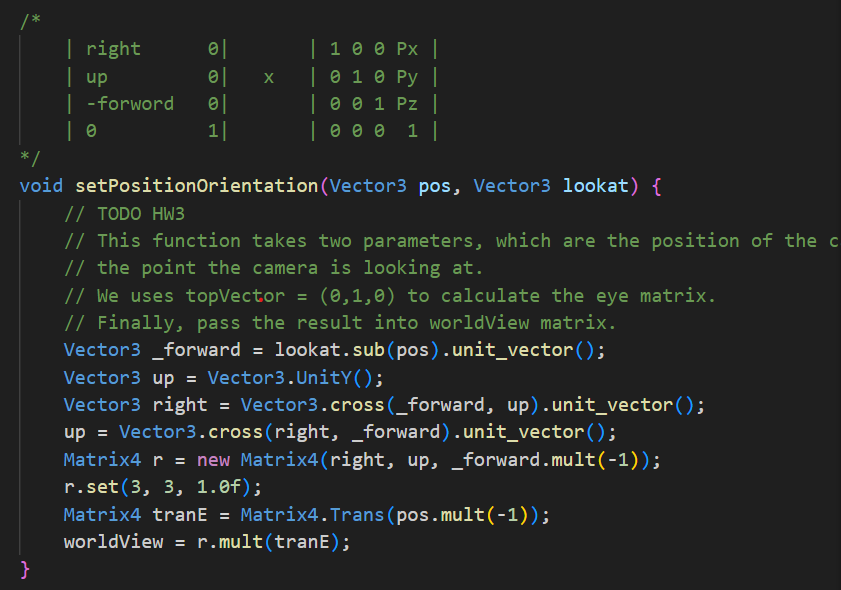 /*
| right 0| | 1 0 0 Px |
| up 0| x | 0 1 0 Py |
| -forword 0| | 0 0 1 Pz |
| 0 1| | 0 0 0 1 |
*/
void setPositionOrientation(Vector3 pos, Vector3 lookat) {
// TODO HW3
// This function takes two parameters, which are the position of the c
// the point the camera is looking at.
// We uses topVector = (0,1,0) to calculate the eye matrix.
// Finally, pass the result into worldView matrix.
Vector3 _forward = lookat.sub(pos).unit_vector();
Vector3 up = Vector3.UnitY();
Vector3 right = Vector3.cross(_forward, up).unit_vector();
up = Vector3.cross(right, _forward).unit_vector();
Matrix4 r = new Matrix4(right, up, _forward.mult(-1));
r.set(3, 3, 1.0f);
Matrix4 tranE = Matrix4.Trans(pos.mult(-1));
worldView = r.mult(tranE);
}